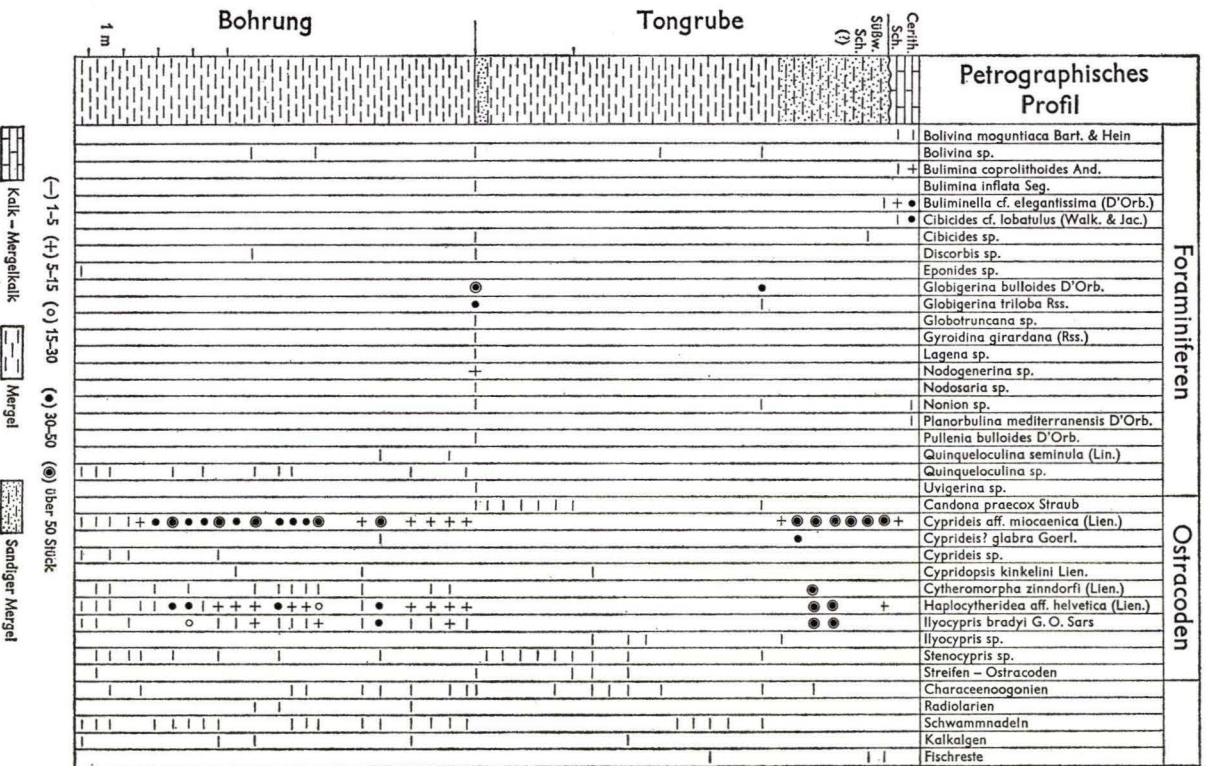 Bohrung
Tongrube
1 m
Süßw. Sch. (?)
Cerith. Sch.
Petrographisches
Profil
Bolivina moguntiaca Bart. & Hein
Bolivina sp.
Bulimina coprolithoides And.
Bulimina inflata Seg.
Buliminella cf. elegantissima (D'Orb.)
Cibicides cf. lobatulus (Walk. & Jac.)
Cibicides sp.
Discorbis sp.
Eponides sp.
Globigerina bulloides D'Orb.
Globigerina triloba Rss.
Globotruncana sp.
Gyroidina girardana (Rss.)
Lagena sp.
Nodogenerina sp.
Nodosaria sp.
Nonion sp.
Planorbulina mediterranensis D'Orb.
Pullenia bulloides D'Orb.
Quinqueloculina seminula (Lin.)
Quinqueloculina sp.
Uvigerina sp.
Candona praecox Straub
Cyprideis aff. miocaenica (Lien.)
Cyprideis? glabra Goerl.
Cyprideis sp.
Cypridopsis kinkelini Lien.
Cytheromorpha zinndorfi (Lien.)
Haplocytheridea aff. helvetica (Lien.)
Ilyocypris bradyi G. O. Sars
Ilyocypris sp.
Stenocypris sp.
Streifen – Ostracoden
Characeenoogonien
Radiolarien
Schwammnadeln
Kalkalgen
Fischreste
Foraminiferen
Ostracoden
(—) 1–5 (+) 5–15 (o) 15–30 (●) 30–50 (◉) über 50 Stück
Kalk – Mergelkalk
Mergel
Sandiger Mergel